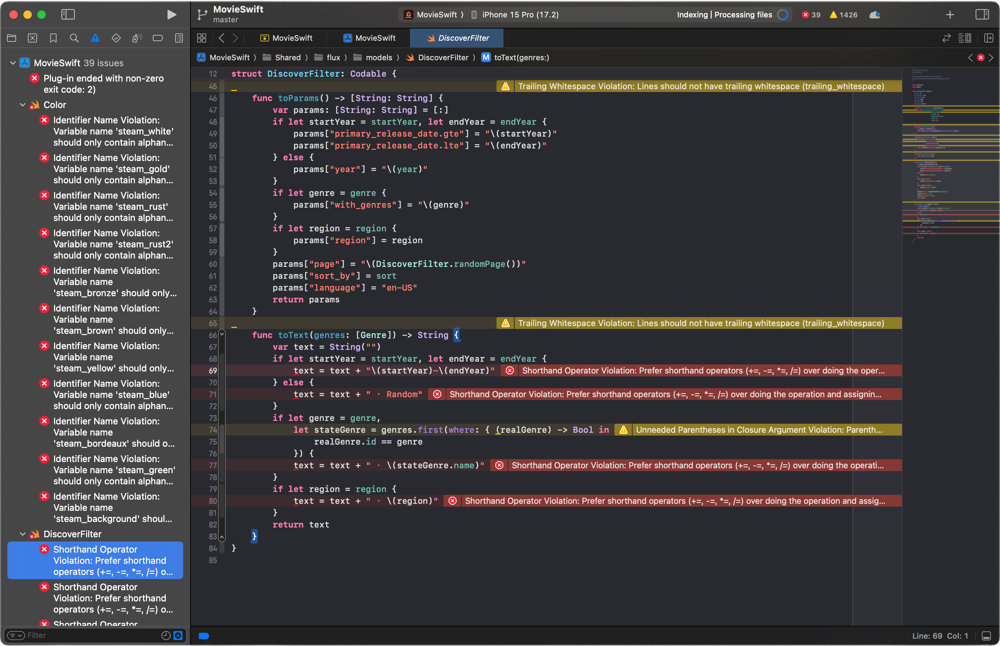 MovieSwift
master
MovieSwift ⟩ iPhone 15 Pro (17.2)
Indexing | Processing files
39
1426
MovieSwift
MovieSwift
DiscoverFilter
MovieSwift ⟩ Shared ⟩ flux ⟩ models ⟩ DiscoverFilter ⟩ M toText(genres:)
MovieSwift 39 issues
Plug-in ended with non-zero
exit code: 2)
Color
Identifier Name Violation:
Variable name 'steam_white'
should only contain alphan...
Identifier Name Violation:
Variable name 'steam_gold'
should only contain alphan...
Identifier Name Violation:
Variable name 'steam_rust'
should only contain alphan...
Identifier Name Violation:
Variable name 'steam_rust2'
should only contain alphan...
Identifier Name Violation:
Variable name
'steam_bronze' should only...
Identifier Name Violation:
Variable name
'steam_brown' should only...
Identifier Name Violation:
Variable name
'steam_yellow' should only...
Identifier Name Violation:
Variable name 'steam_blue'
should only contain alphan...
Identifier Name Violation:
Variable name
'steam_bordeaux' should o...
Identifier Name Violation:
Variable name 'steam_green'
should only contain alphan...
Identifier Name Violation:
Variable name
'steam_background' shoul...
DiscoverFilter
Shorthand Operator
Violation: Prefer shorthand
operators (+=, -=, *=, /=) o...
Shorthand Operator
Violation: Prefer shorthand
operators (+=, -=, *=, /=) o...
Shorthand Operator
Filter
12 struct DiscoverFilter: Codable {
45 Trailing Whitespace Violation: Lines should not have trailing whitespace (trailing_whitespace)
46 func toParams() -> [String: String] {
47 var params: [String: String] = [:]
48 if let startYear = startYear, let endYear = endYear {
49 params["primary_release_date.gte"] = "\(startYear)"
50 params["primary_release_date.lte"] = "\(endYear)"
51 } else {
52 params["year"] = "\(year)"
53 }
54 if let genre = genre {
55 params["with_genres"] = "\(genre)"
56 }
57 if let region = region {
58 params["region"] = region
59 }
60 params["page"] = "\(DiscoverFilter.randomPage())"
61 params["sort_by"] = sort
62 params["language"] = "en-US"
63 return params
64 }
65 Trailing Whitespace Violation: Lines should not have trailing whitespace (trailing_whitespace)
66 func toText(genres: [Genre]) -> String {
67 var text = String("")
68 if let startYear = startYear, let endYear = endYear {
69 text = text + "\(startYear)-\(endYear)" Shorthand Operator Violation: Prefer shorthand operators (+=, -=, *=, /=) over doing the oper...
70 } else {
71 text = text + " · Random" Shorthand Operator Violation: Prefer shorthand operators (+=, -=, *=, /=) over doing the operation and assignin...
72 }
73 if let genre = genre,
74 let stateGenre = genres.first(where: { (realGenre) -> Bool in Unneeded Parentheses in Closure Argument Violation: Parenth...
75 realGenre.id == genre
76 }) {
77 text = text + " · \(stateGenre.name)" Shorthand Operator Violation: Prefer shorthand operators (+=, -=, *=, /=) over doing the operati...
78 }
79 if let region = region {
80 text = text + " · \(region)" Shorthand Operator Violation: Prefer shorthand operators (+=, -=, *=, /=) over doing the operation and assig...
81 }
82 return text
83 }
84 }
85
Line: 69 Col: 1